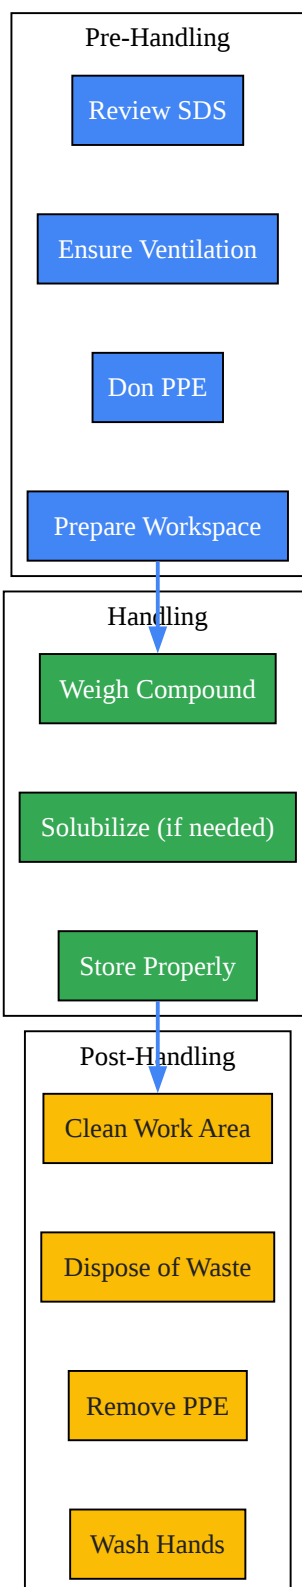 Pre-Handling
Review SDS
Ensure Ventilation
Don PPE
Prepare Workspace
Handling
Weigh Compound
Solubilize (if needed)
Store Properly
Post-Handling
Clean Work Area
Dispose of Waste
Remove PPE
Wash Hands